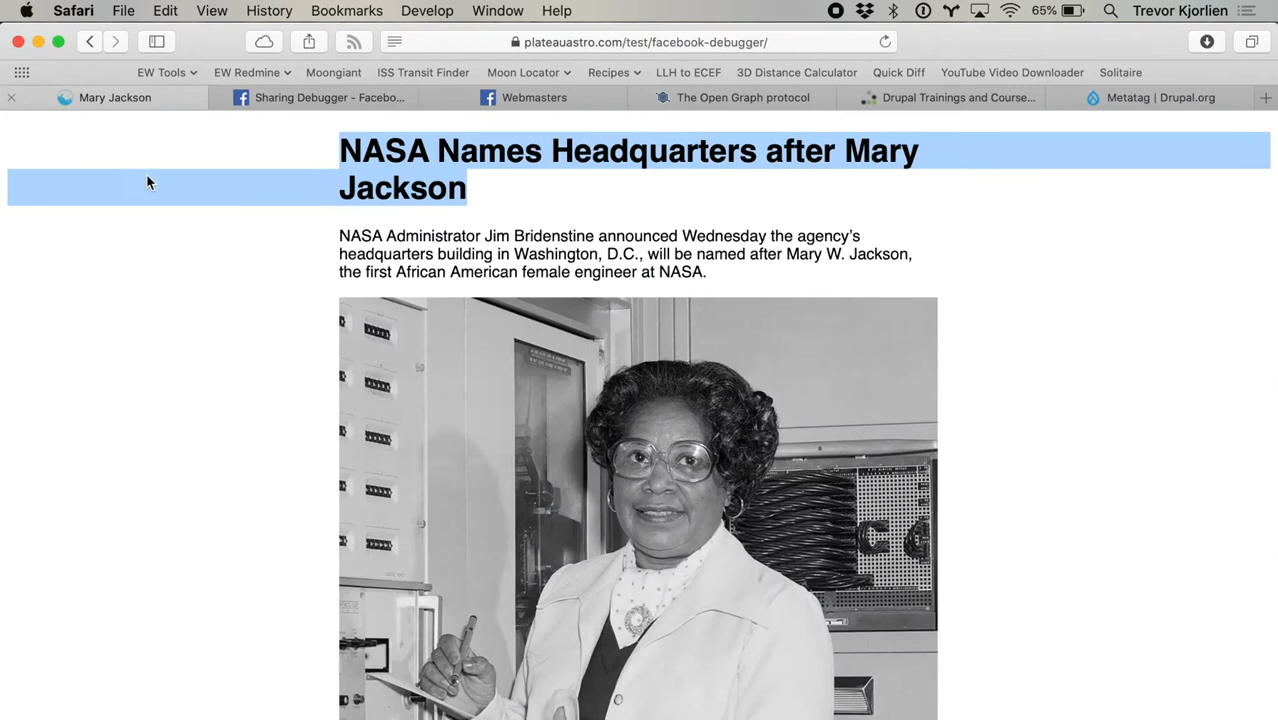 Safari File Edit View History Bookmarks Develop Window Help 65% Trevor Kjorlien
plateauastro.com/test/facebook-debugger/
EW Tools EW Redmine Moongiant ISS Transit Finder Moon Locator Recipes LLH to ECEF 3D Distance Calculator Quick Diff YouTube Video Downloader Solitaire
Mary Jackson Sharing Debugger - Facebo... Webmasters The Open Graph protocol Drupal Trainings and Course... Metatag | Drupal.org
NASA Names Headquarters after Mary
Jackson
NASA Administrator Jim Bridenstine announced Wednesday the agency’s
headquarters building in Washington, D.C., will be named after Mary W. Jackson,
the first African American female engineer at NASA.